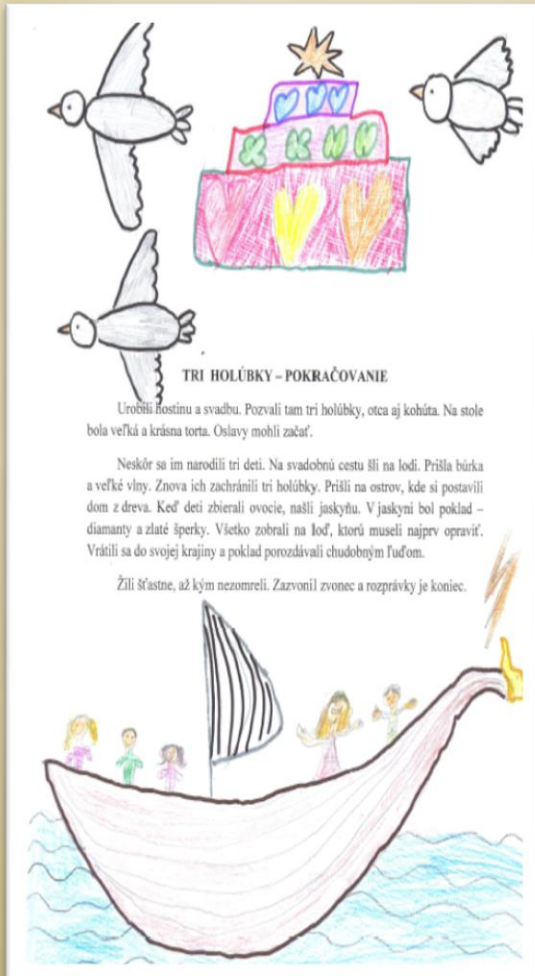 TRI HOLÚBKY – POKRAČOVANIE
Urobili hostinu a svadbu. Pozvali tam tri holúbky, otca aj kohúta. Na stole
bola veľká a krásna torta. Oslavy mohli začať.
Neskôr sa im narodili tri deti. Na svadobnú cestu šli na lodi. Prišla búrka
a veľké vlny. Znova ich zachránili tri holúbky. Prišli na ostrov, kde si postavili
dom z dreva. Keď deti zbierali ovocie, našli jaskyňu. V jaskyni bol poklad –
diamanty a zlaté šperky. Všetko zobrali na loď, ktorú museli najprv opraviť.
Vrátili sa do svojej krajiny a poklad porozdávali chudobným ľuďom.
Žili šťastne, až kým nezomreli. Zazvonil zvonec a rozprávky je koniec.